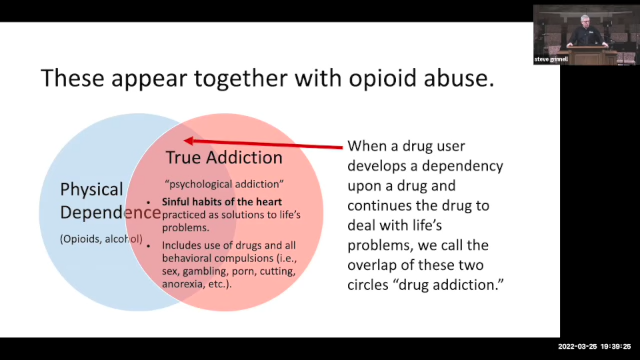 steve grinnell
These appear together with opioid abuse.
Physical
Dependence
(Opioids, alcohol)
True Addiction
“psychological addiction”
• Sinful habits of the heart
practiced as solutions to life’s
problems.
• Includes use of drugs and all
behavioral compulsions (i.e.,
sex, gambling, porn, cutting,
anorexia, etc.).
When a drug user
develops a dependency
upon a drug and
continues the drug to
deal with life’s
problems, we call the
overlap of these two
circles “drug addiction.”
2022-03-25 19:39:26